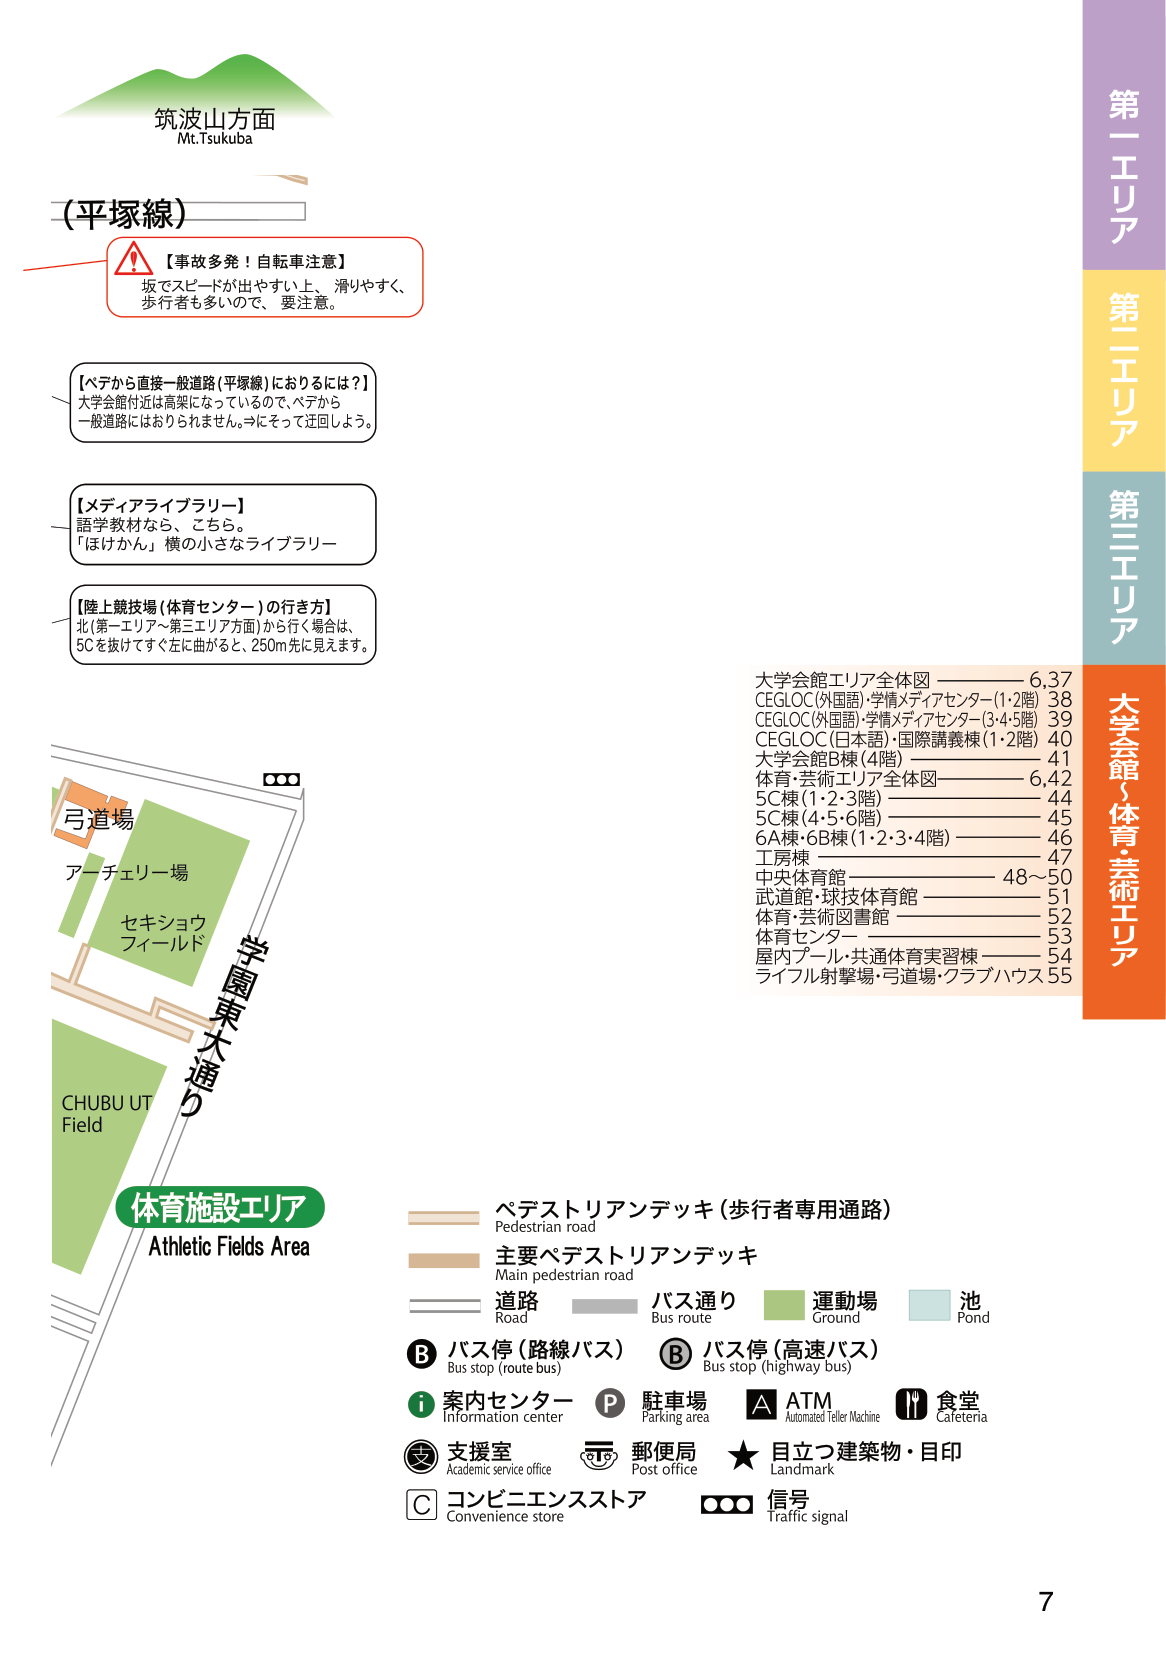 筑波山方面
Mt.Tsukuba
(平塚線)
【事故多発！自転車注意】
坂でスピードが出やすい上、滑りやすく、
歩行者も多いので、要注意。
【ペデから直接一般道路(平塚線)におりるには？】
大学会館付近は高架になっているので、ペデから
一般道路にはおりられません。⇒にそって迂回しよう。
【メディアライブラリー】
語学教材なら、こちら。
「ほけかん」横の小さなライブラリー
【陸上競技場(体育センター)の行き方】
北(第一エリア〜第三エリア方面)から行く場合は、
5Cを抜けてすぐ左に曲がると、250m先に見えます。
弓道場
アーチェリー場
セキショウ
フィールド
学園東大通り
CHUBU UT
Field
体育施設エリア
Athletic Fields Area
第一エリア
第二エリア
第三エリア
大学会館〜体育・芸術エリア
大学会館エリア全体図 6,37
CEGLOC(外国語)・学情メディアセンター(1・2階) 38
CEGLOC(外国語)・学情メディアセンター(3・4・5階) 39
CEGLOC(日本語)・国際講義棟(1・2階) 40
大学会館B棟(4階) 41
体育・芸術エリア全体図 6,42
5C棟(1・2・3階) 44
5C棟(4・5・6階) 45
6A棟・6B棟(1・2・3・4階) 46
工房棟 47
中央体育館 48〜50
武道館・球技体育館 51
体育・芸術図書館 52
体育センター 53
屋内プール・共通体育実習棟 54
ライフル射撃場・弓道場・クラブハウス 55
ペデストリアンデッキ(歩行者専用通路)
Pedestrian road
主要ペデストリアンデッキ
Main pedestrian road
道路
Road
バス通り
Bus route
運動場
Ground
池
Pond
B バス停(路線バス)
Bus stop (route bus)
B バス停(高速バス)
Bus stop (highway bus)
i 案内センター
Information center
P 駐車場
Parking area
A ATM
Automated Teller Machine
食堂
Cafeteria
支 支援室
Academic service office
郵便局
Post office
★ 目立つ建築物・目印
Landmark
C コンビニエンスストア
Convenience store
信号
Traffic signal
7